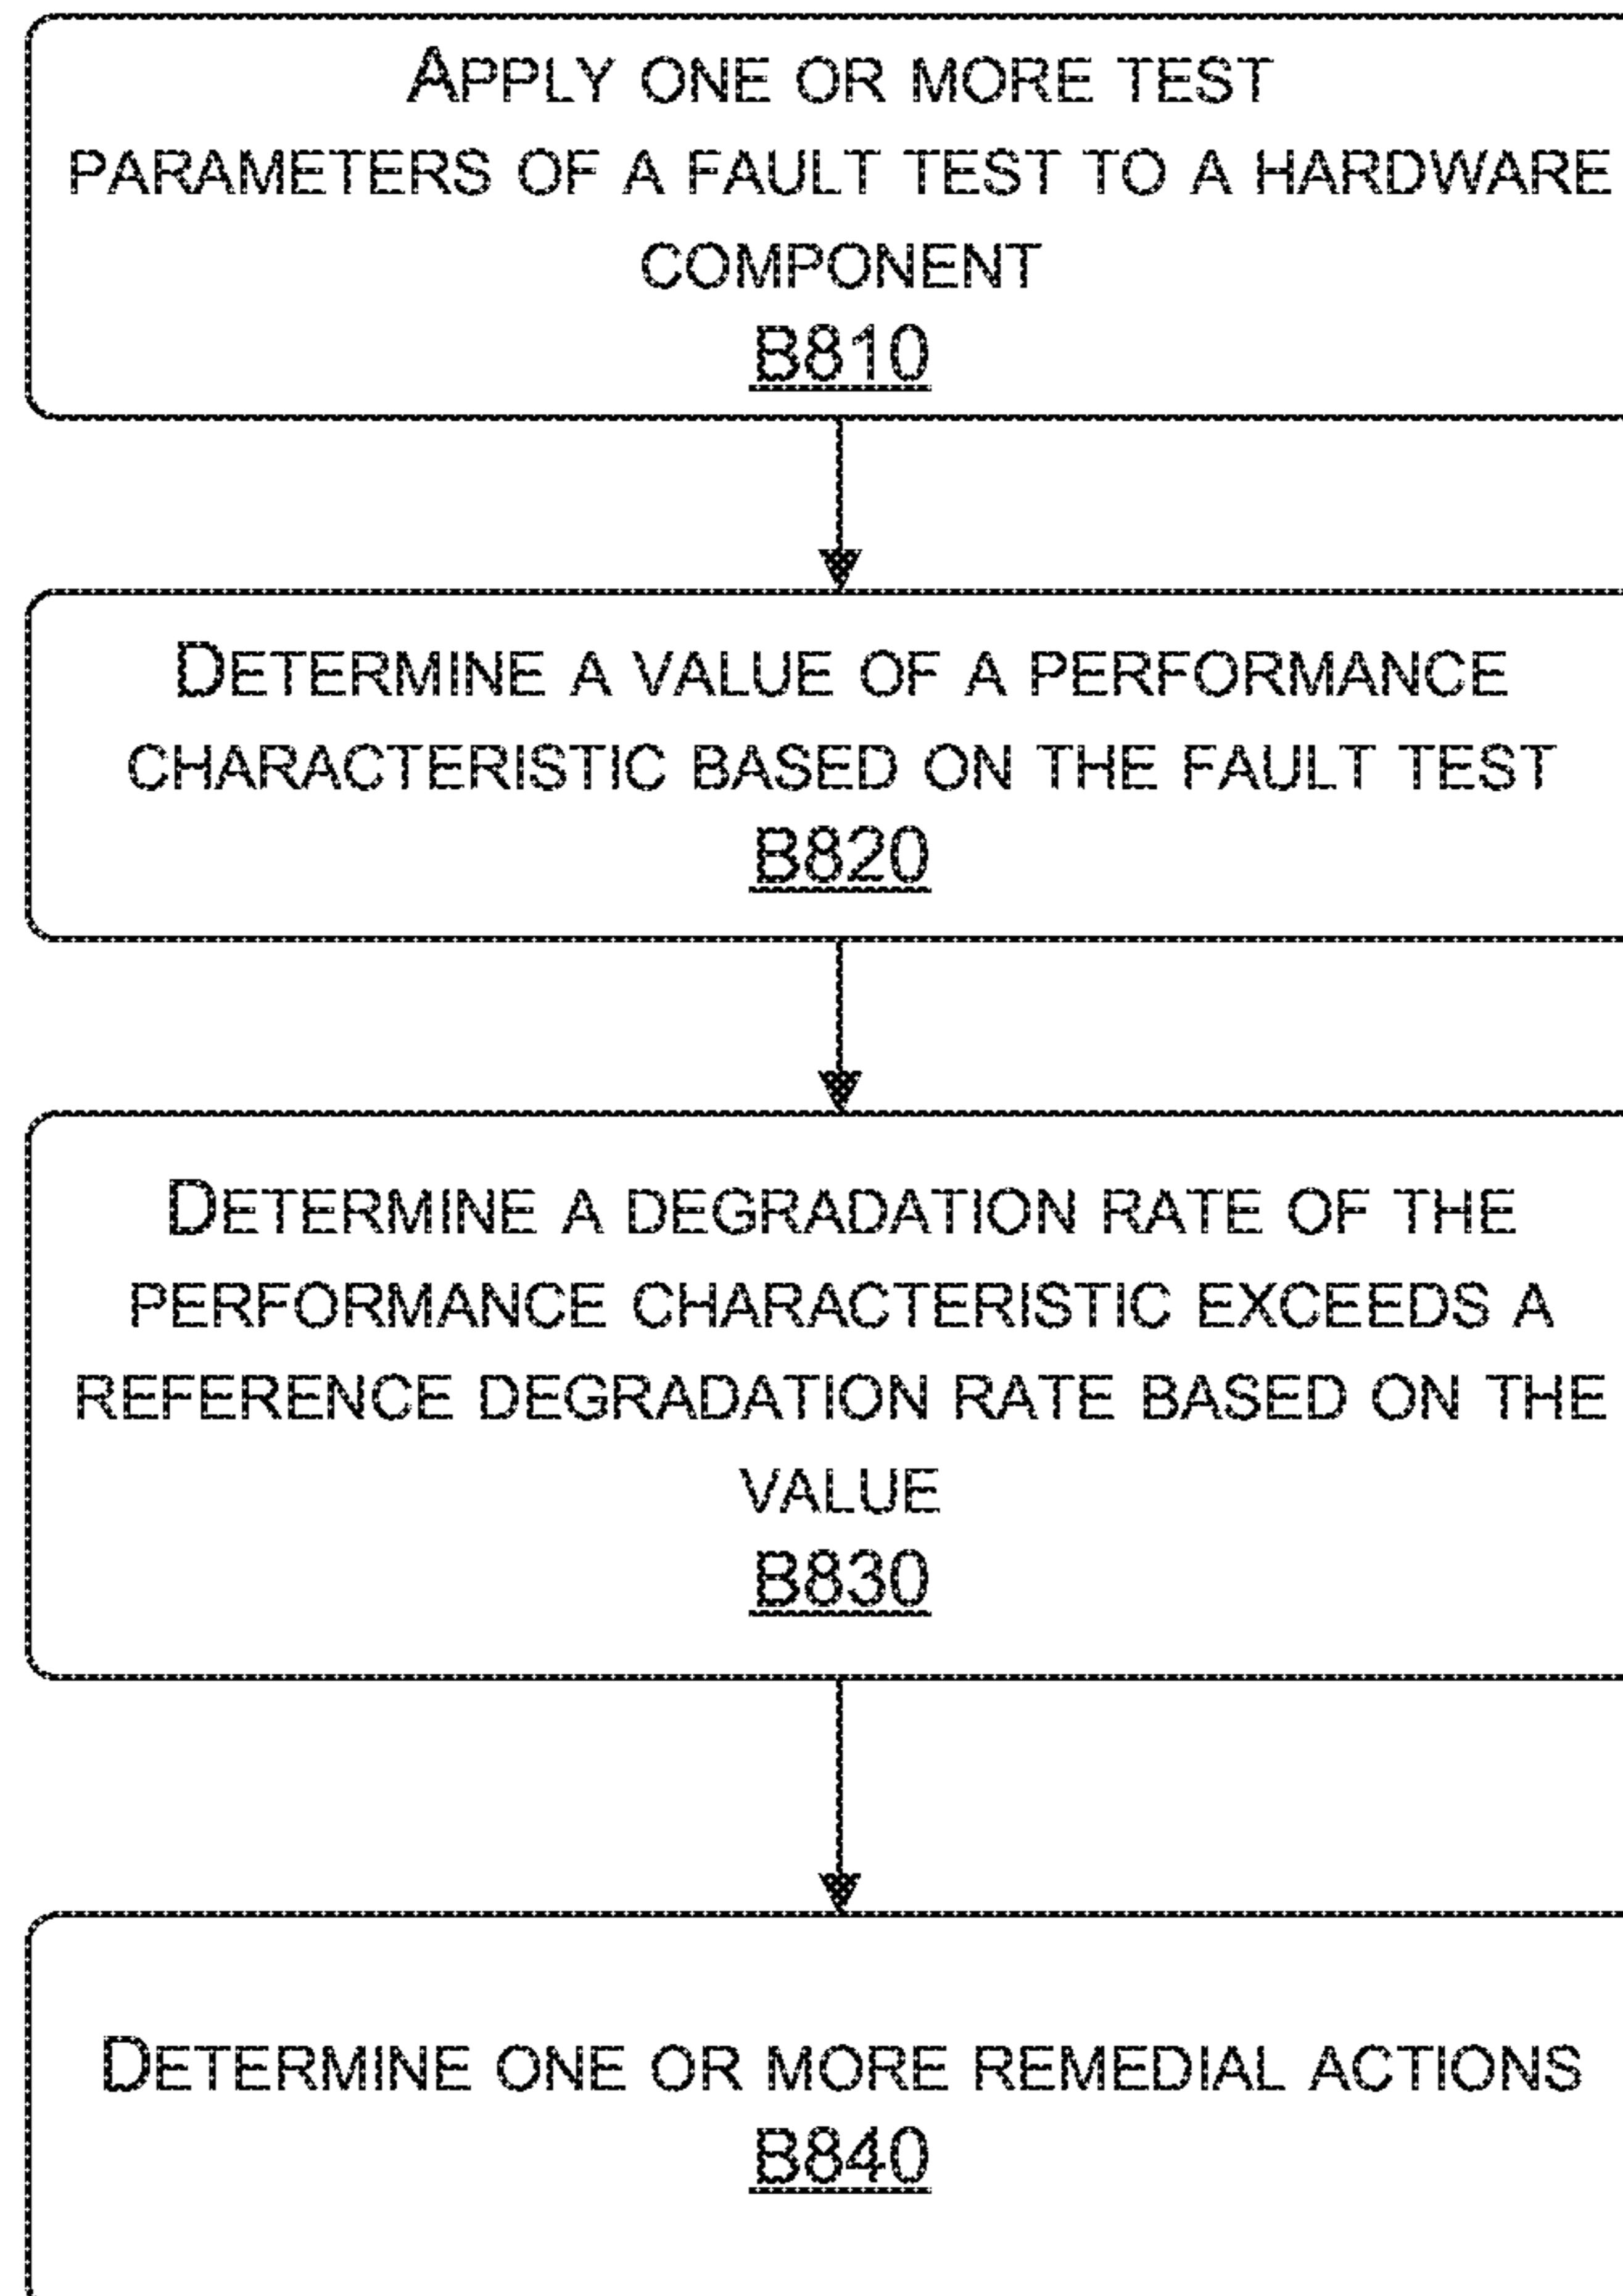 APPLY ONE OR MORE TEST
PARAMETERS OF A FAULT TEST TO A HARDWARE
COMPONENT
B810
DETERMINE A VALUE OF A PERFORMANCE
CHARACTERISTIC BASED ON THE FAULT TEST
B820
DETERMINE A DEGRADATION RATE OF THE
PERFORMANCE CHARACTERISTIC EXCEEDS A
REFERENCE DEGRADATION RATE BASED ON THE
VALUE
B830
DETERMINE ONE OR MORE REMEDIAL ACTIONS
B840